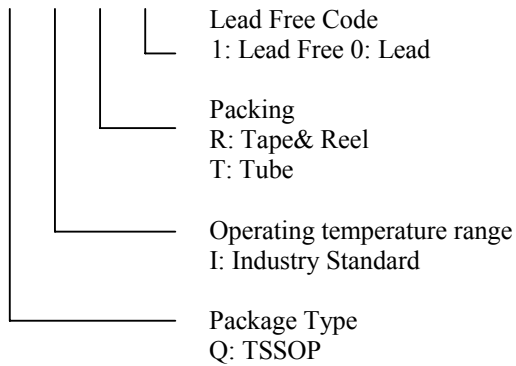 Lead Free Code
1: Lead Free 0: Lead
Packing
R: Tape& Reel
T: Tube
Operating temperature range
I: Industry Standard
Package Type
Q: TSSOP